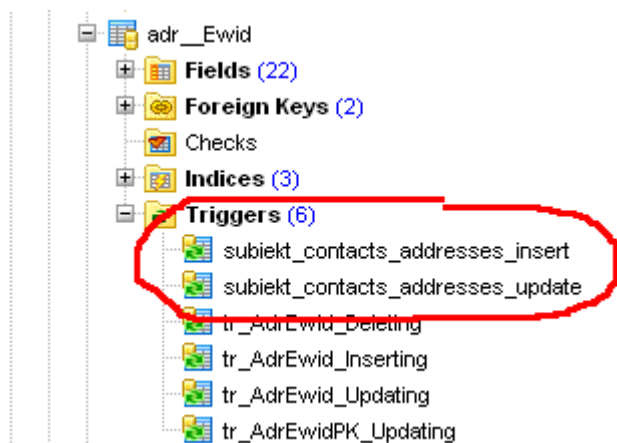 adr__Ewid
Fields (22)
Foreign Keys (2)
Checks
Indices (3)
Triggers (6)
subiekt_contacts_addresses_insert
subiekt_contacts_addresses_update
tr_AdrEwid_Deleting
tr_AdrEwid_Inserting
tr_AdrEwid_Updating
tr_AdrEwidPK_Updating